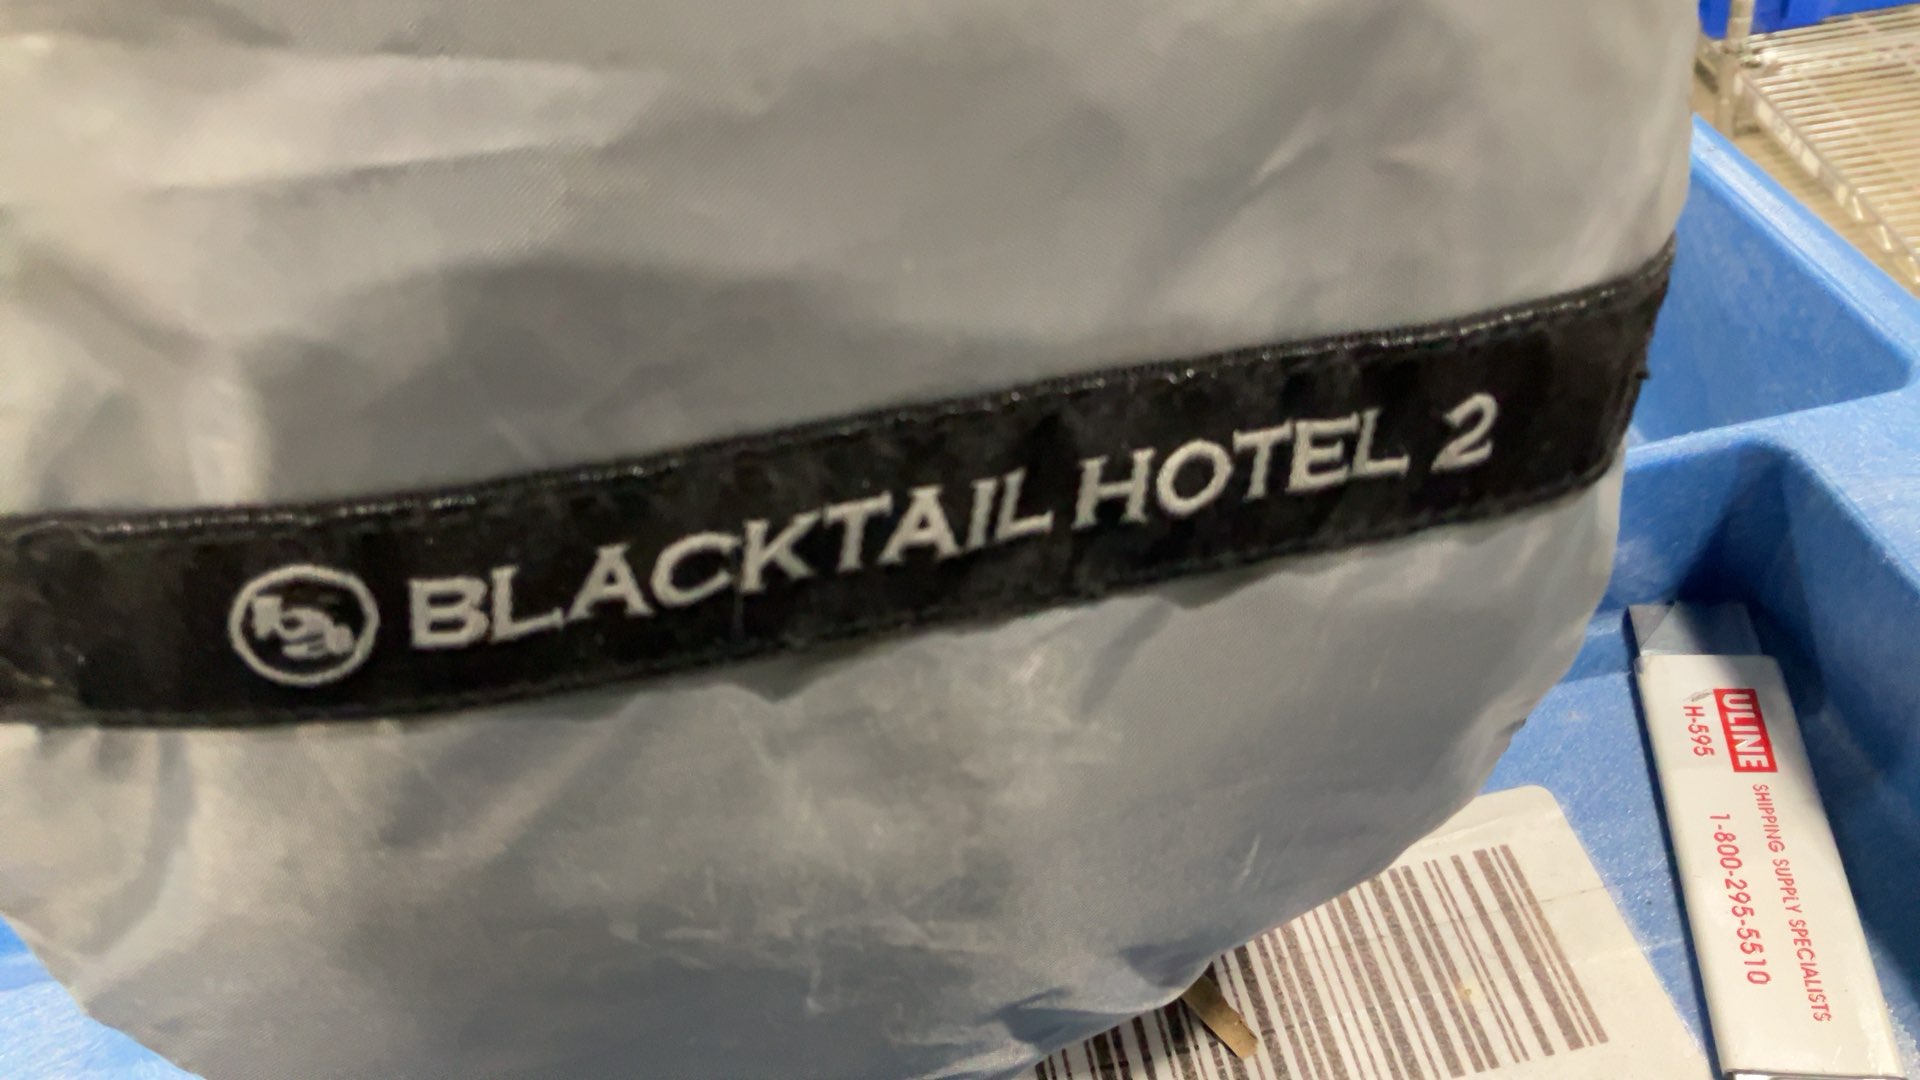 BLACKTAIL HOTEL 2
ULINE
H-595
SHIPPING SUPPLY SPECIALISTS
1-800-295-5510